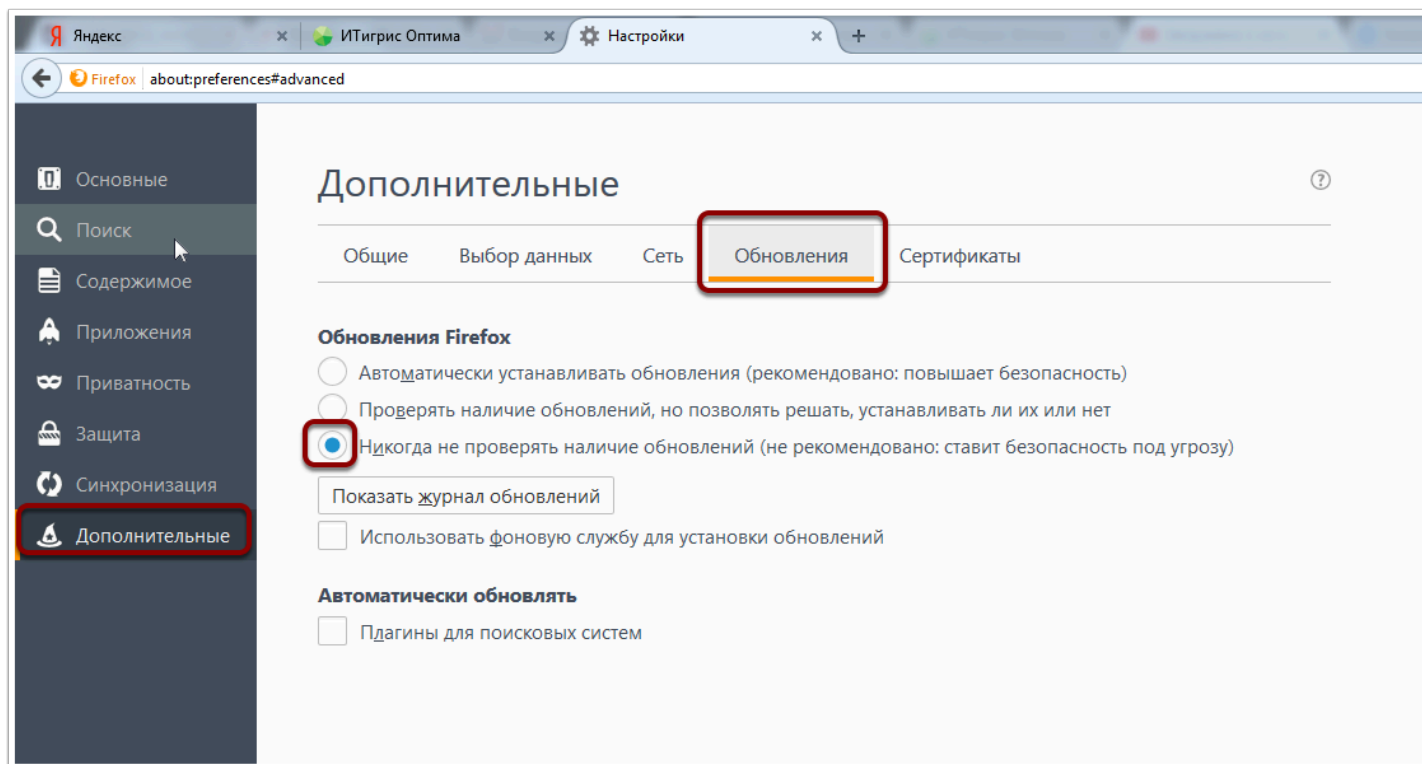 Яндекс
ИТигрис Оптима
Настройки
Firefox about:preferences#advanced
Основные
Поиск
Содержимое
Приложения
Приватность
Защита
Синхронизация
Дополнительные
Дополнительные
Общие Выбор данных Сеть Обновления Сертификаты
Обновления Firefox
Автоматически устанавливать обновления (рекомендовано: повышает безопасность)
Проверять наличие обновлений, но позволять решать, устанавливать ли их или нет
Никогда не проверять наличие обновлений (не рекомендовано: ставит безопасность под угрозу)
Показать журнал обновлений
Использовать фоновую службу для установки обновлений
Автоматически обновлять
Плагины для поисковых систем